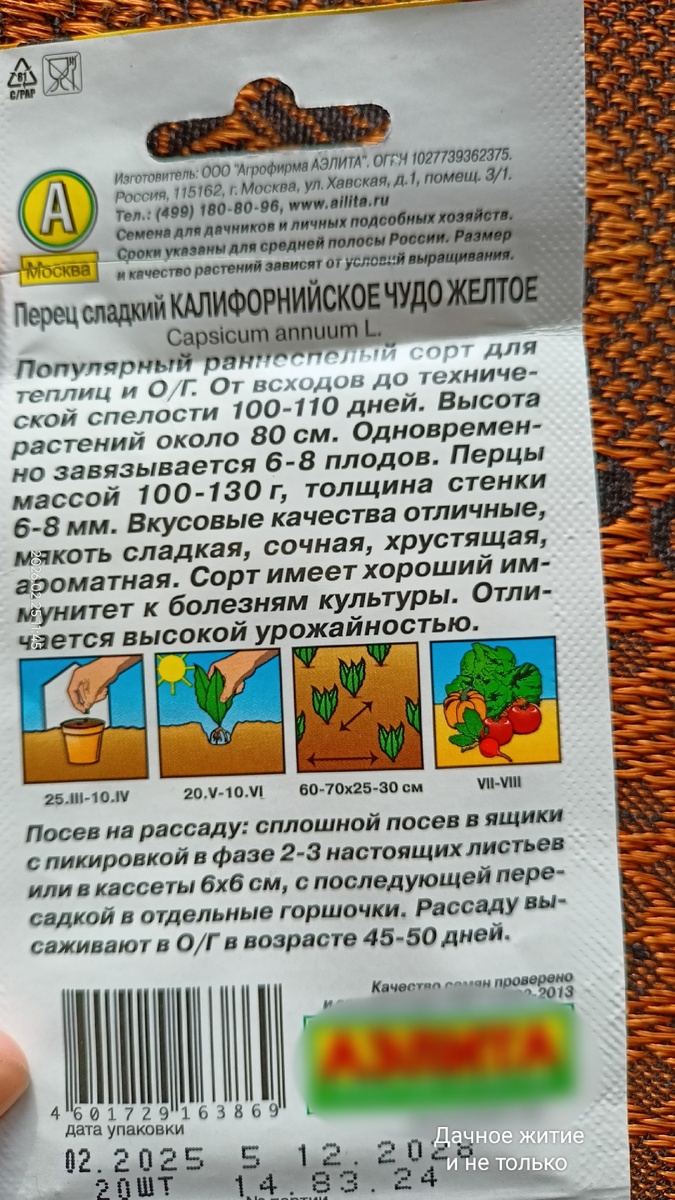 81
C/PAP
Изготовитель: ООО "Агрофирма АЭЛИТА". ОГРН 1027739362375.
Россия, 115162, г. Москва, ул. Хавская, д.1, помещ. 3/1.
Тел.: (499) 180-80-96, www.ailita.ru
Семена для дачников и личных подсобных хозяйств.
Сроки указаны для средней полосы России. Размер
и качество растений зависят от условий выращивания.
А
Москва
Перец сладкий КАЛИФОРНИЙСКОЕ ЧУДО ЖЕЛТОЕ
Capsicum annuum L.
Популярный раннеспелый сорт для
теплиц и О/Г. От всходов до техниче-
ской спелости 100-110 дней. Высота
растений около 80 см. Одновремен-
но завязывается 6-8 плодов. Перцы
массой 100-130 г, толщина стенки
6-8 мм. Вкусовые качества отличные,
мякоть сладкая, сочная, хрустящая,
ароматная. Сорт имеет хороший им-
мунитет к болезням культуры. Отли-
чается высокой урожайностью.
25.III-10.IV
20.V-10.VI
60-70x25-30 см
VII-VIII
Посев на рассаду: сплошной посев в ящики
с пикировкой в фазе 2-3 настоящих листьев
или в кассеты 6х6 см, с последующей пере-
садкой в отдельные горшочки. Рассаду вы-
саживают в О/Г в возрасте 45-50 дней.
Качество семян проверено
-2013
АЭЛИТА
4 601729 163869
дата упаковки
02.2025 5 12.2028
20ШТ 14.83.24
№ партии
Дачное житие
и не только